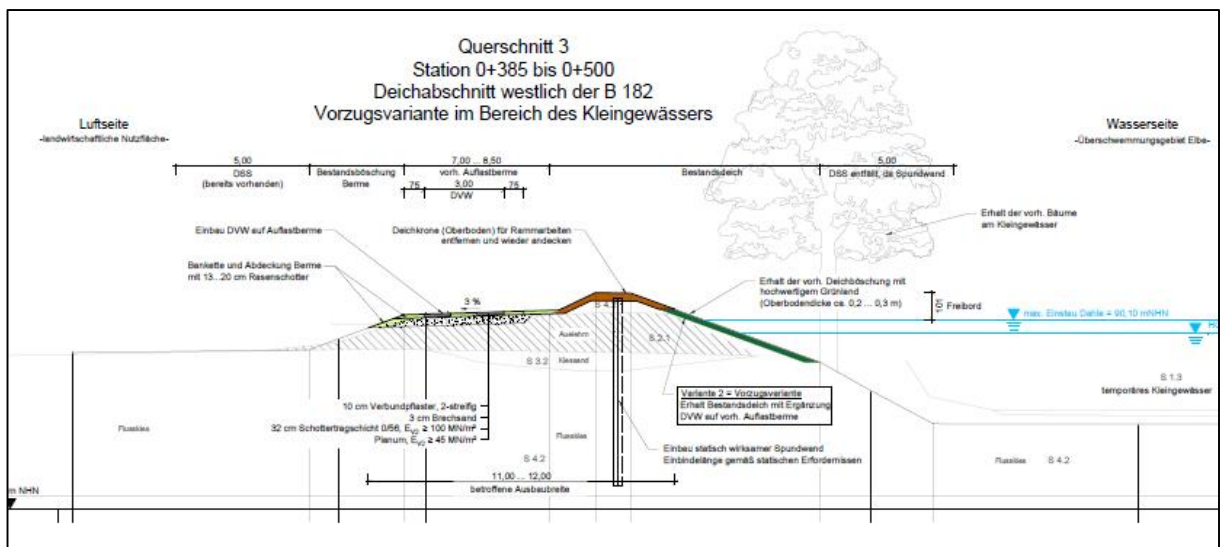 Querschnitt 3
Station 0+385 bis 0+500
Deichabschnitt westlich der B 182
Vorzugsvariante im Bereich des Kleingewässers
Luftseite
-landwirtschaftliche Nutzfläche-
Wasserseite
-Überschwemmungsgebiet Elbe-
5,00
DSS
(bereits vorhanden)
Bestandsböschung
Berme
7,00 ... 8,50
vorh. Auflastberme
75
3,00
75
DVW
Bestandsdeich
5,00
DSS entfällt, da Spundwand
Erhalt der vorh. Bäume
am Kleingewässer
Einbau DVW auf Auflastberme
Deichkrone (Oberboden) für Rammarbeiten
entfernen und wieder andecken
Bankette und Abdeckung Berme
mit 13...20 cm Rasenschotter
Erhalt der vorh. Deichböschung mit
hochwertigem Grünland
(Oberbodendicke ca. 0,2 ... 0,3 m)
3 %
101
Freibord
max. Einstau Dahle = 90,10 mNHN
Auelehm
S 2.1
S 3.2
Kiessand
S 1.3
temporäres Kleingewässer
Variante 2 = Vorzugsvariante
Erhalt Bestandsdeich mit Ergänzung
DVW auf vorh. Auflastberme
10 cm Verbundpflaster, 2-streifig
3 cm Brechsand
32 cm Schottertragschicht 0/56, EV2 ≥ 100 MN/m²
Planum, EV2 ≥ 45 MN/m²
Flusskies
Flusskies
S 4.2
Einbau statisch wirksamer Spundwand
Einbindelänge gemäß statischen Erfordernissen
Flusskies
S 4.2
11,00 ... 12,00
betroffene Ausbaubreite
m NHN